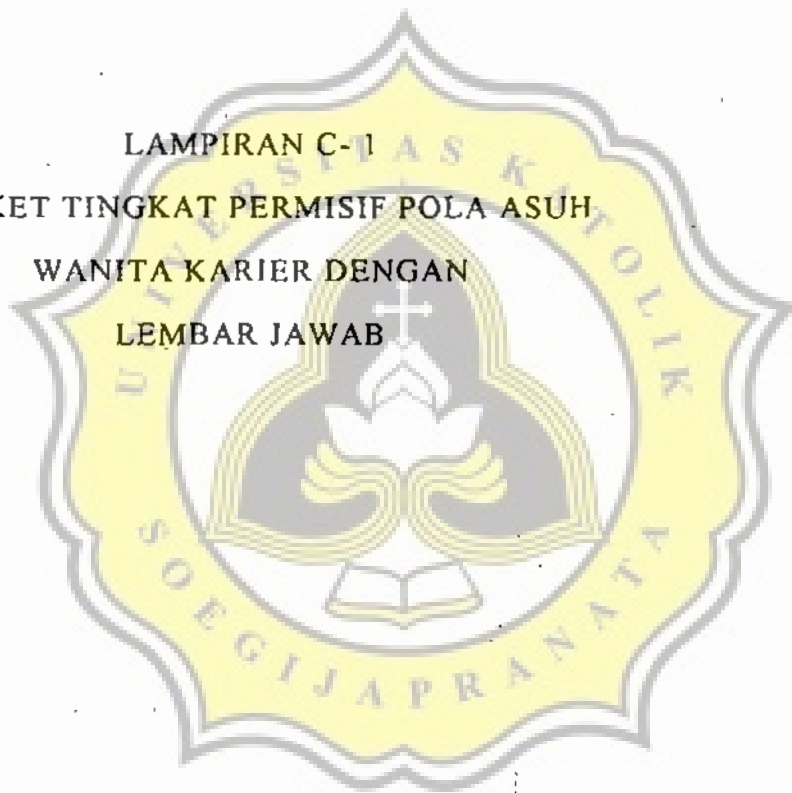 LAMPIRAN C- 1
KET TINGKAT PERMISIF POLA ASUH
WANITA KARIER DENGAN
LEMBAR JAWAB
UNIVERSITAS KATOLIK
SOEGIJAPRANATA